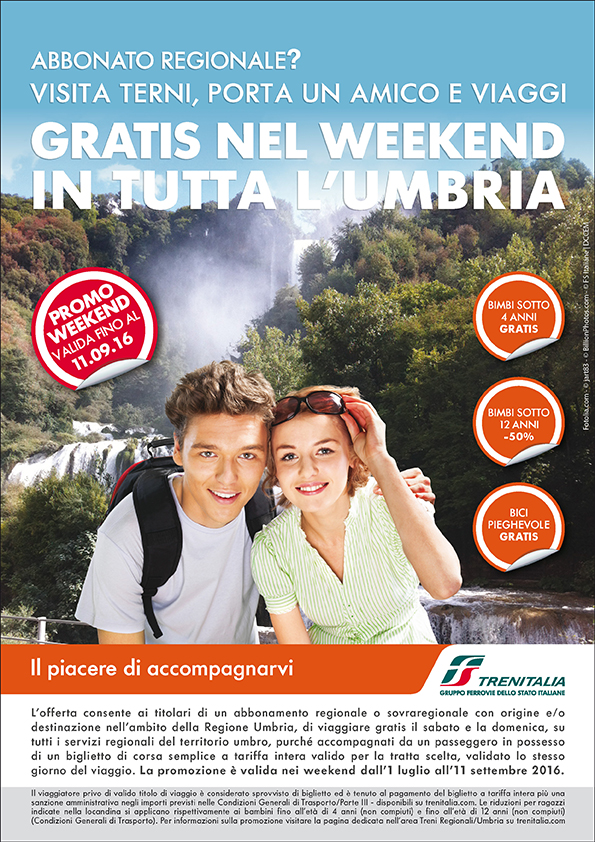 ABBONATO REGIONALE?
VISITA TERNI, PORTA UN AMICO E VIAGGI
GRATIS NEL WEEKEND
IN TUTTA L'UMBRIA
PROMO
WEEKEND
VALIDA FINO AL
11.09.16
BIMBI SOTTO
4 ANNI
GRATIS
BIMBI SOTTO
12 ANNI
-50%
BICI
PIEGHEVOLE
GRATIS
Fotolia.com - © jart83 - © BillionPhotos.com - © FS Italiane | DCCEM
Il piacere di accompagnarvi
TRENITALIA
GRUPPO FERROVIE DELLO STATO ITALIANE
L'offerta consente ai titolari di un abbonamento regionale o sovraregionale con origine e/o
destinazione nell'ambito della Regione Umbria, di viaggiare gratis il sabato e la domenica, su
tutti i servizi regionali del territorio umbro, purché accompagnati da un passeggero in possesso
di un biglietto di corsa semplice a tariffa intera valido per la tratta scelta, validato lo stesso
giorno del viaggio. La promozione è valida nei weekend dall'1 luglio all'11 settembre 2016.
Il viaggiatore privo di valido titolo di viaggio è considerato sprovvisto di biglietto ed è tenuto al pagamento del biglietto a tariffa intera più una
sanzione amministrativa negli importi previsti nelle Condizioni Generali di Trasporto/Parte III - disponibili su trenitalia.com. Le riduzioni per ragazzi
indicate nella locandina si applicano rispettivamente ai bambini fino all'età di 4 anni (non compiuti) e fino all'età di 12 anni (non compiuti)
(Condizioni Generali di Trasporto). Per informazioni sulla promozione visitare la pagina dedicata nell'area Treni Regionali/Umbria su trenitalia.com